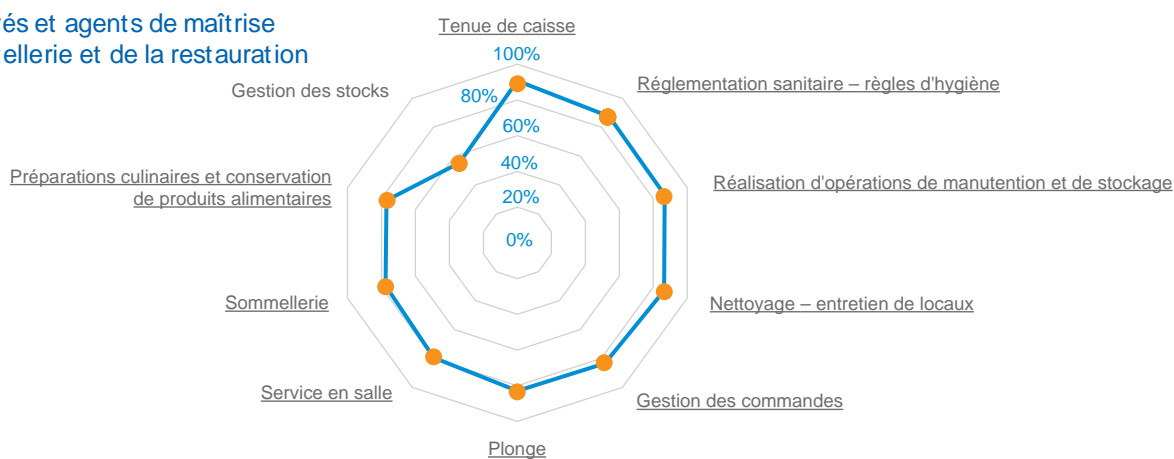 et agents de maîtrise
et de la restauration
Tenue de caisse
100%
Gestion des stocks
80%
Réglementation sanitaire – règles d'hygiène
60%
Préparations culinaires et conservation
de produits alimentaires
40%
Réalisation d'opérations de manutention et de stockage
20%
0%
Sommellerie
Nettoyage – entretien de locaux
Service en salle
Gestion des commandes
Plonge